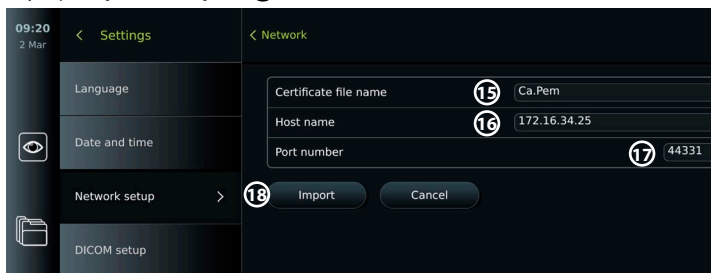 09:20
2 Mar
Settings
Network
Language
Date and time
Network setup
DICOM setup
Certificate file name 15 Ca.Pem
Host name 16 172.16.34.25
Port number 17 44331
18 Import Cancel